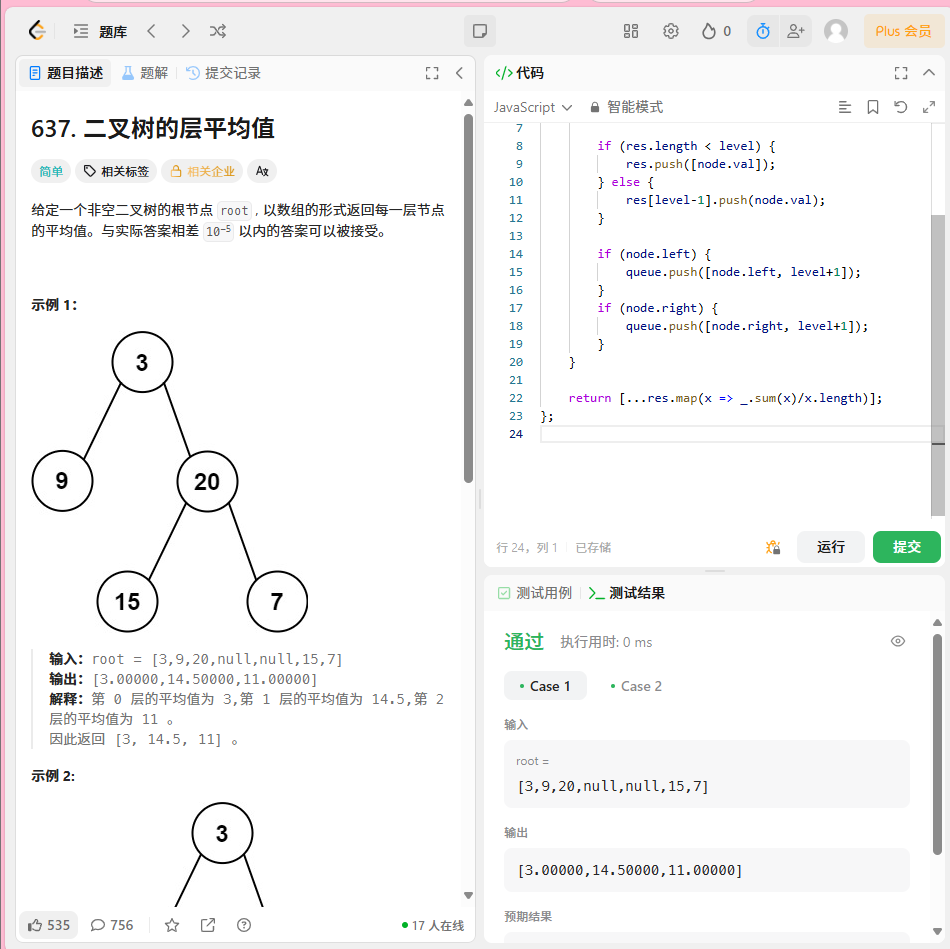 题库
0
Plus 会员
题目描述
题解
提交记录
637. 二叉树的层平均值
简单
相关标签
相关企业
给定一个非空二叉树的根节点 root , 以数组的形式返回每一层节点
的平均值。与实际答案相差 10⁻⁵ 以内的答案可以被接受。
示例 1：
3
9
20
15
7
输入：root = [3,9,20,null,null,15,7]
输出：[3.00000,14.50000,11.00000]
解释：第 0 层的平均值为 3,第 1 层的平均值为 14.5,第 2
层的平均值为 11 。
因此返回 [3, 14.5, 11] 。
示例 2:
3
535
756
17 人在线
</> 代码
JavaScript
智能模式
7
8 if (res.length < level) {
9 res.push([node.val]);
10 } else {
11 res[level-1].push(node.val);
12 }
13
14 if (node.left) {
15 queue.push([node.left, level+1]);
16 }
17 if (node.right) {
18 queue.push([node.right, level+1]);
19 }
20 }
21
22 return [...res.map(x => _.sum(x)/x.length)];
23 };
24
行 24，列 1
已存储
运行
提交
测试用例
测试结果
通过
执行用时: 0 ms
Case 1
Case 2
输入
root =
[3,9,20,null,null,15,7]
输出
[3.00000,14.50000,11.00000]
预期结果